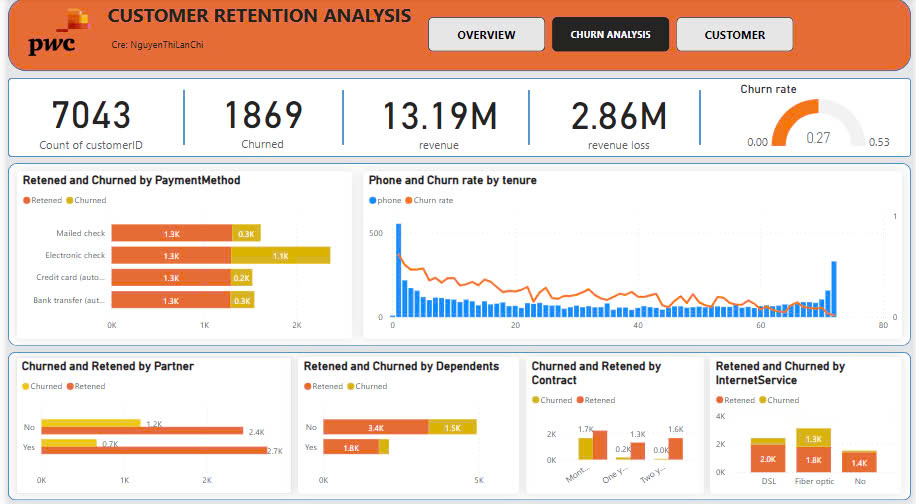 CUSTOMER RETENTION ANALYSIS
pwc
Cre: NguyenThiLanChi
OVERVIEW
CHURN ANALYSIS
CUSTOMER
7043
Count of customerID
1869
Churned
13.19M
revenue
2.86M
revenue loss
Churn rate
0.27
0.00
0.53
Retened and Churned by PaymentMethod
Retened Churned
Mailed check 1.3K 0.3K
Electronic check 1.3K 1.1K
Credit card (auto... 1.3K 0.2K
Bank transfer (aut... 1.3K 0.3K
0K 1K 2K
Phone and Churn rate by tenure
phone Churn rate
500
0
1
0
0 20 40 60 80
Churned and Retened by Partner
Churned Retened
No 1.2K
2.4K
Yes 0.7K
2.7K
0K 1K 2K
Retened and Churned by Dependents
Retened Churned
No 3.4K 1.5K
Yes 1.8K
0K 5K
Churned and Retened by
Contract
Churned Retened
2K
0K
1.7K
0.2K 1.3K
0.0K 1.6K
Mont... One y... Two y...
Retened and Churned by
InternetService
Retened Churned
4K
2K
0K
2.0K
1.3K
1.8K
1.4K
DSL Fiber optic No